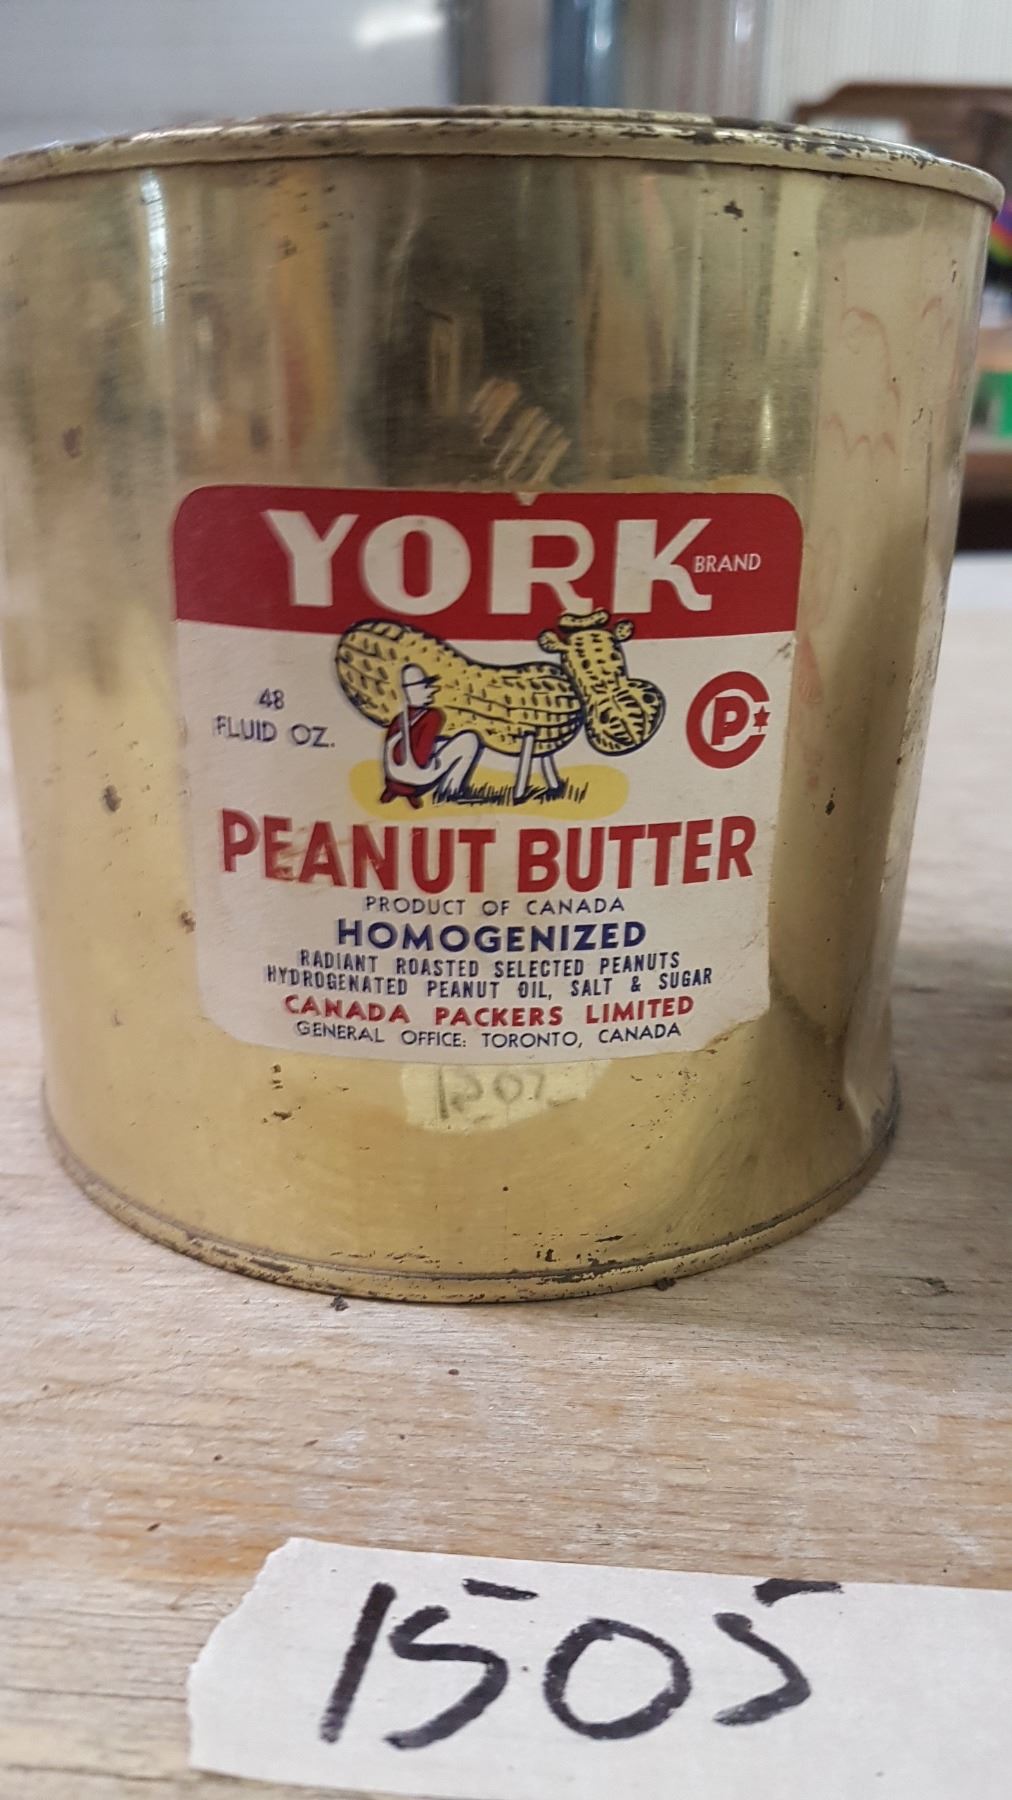 YORK BRAND
48
FLUID OZ.
CP
PEANUT BUTTER
PRODUCT OF CANADA
HOMOGENIZED
RADIANT ROASTED SELECTED PEANUTS
HYDROGENATED PEANUT OIL, SALT & SUGAR
CANADA PACKERS LIMITED
GENERAL OFFICE: TORONTO, CANADA
1505